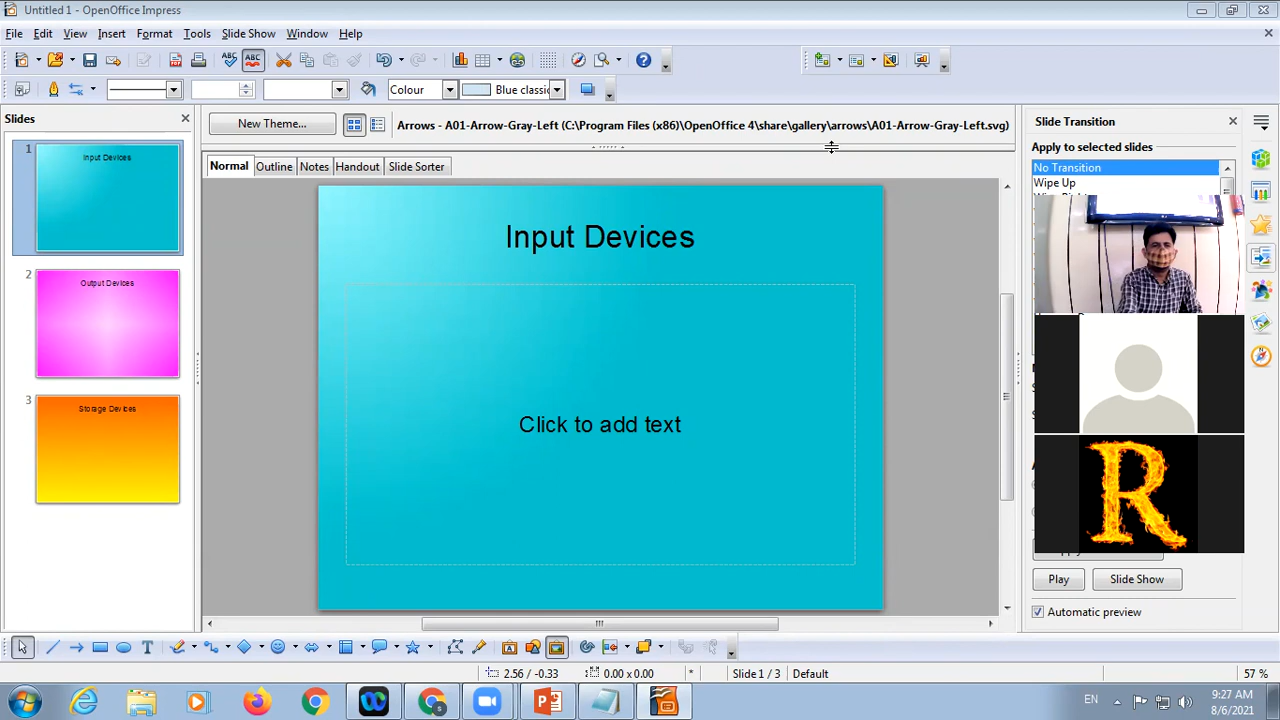 Untitled 1 - OpenOffice Impress
File Edit View Insert Format Tools Slide Show Window Help
ABC ABC
Colour Blue classic
Slides
New Theme...
Arrows - A01-Arrow-Gray-Left (C:\Program Files (x86)\OpenOffice 4\share\gallery\arrows\A01-Arrow-Gray-Left.svg)
Normal Outline Notes Handout Slide Sorter
1
Input Devices
2
Output Devices
3
Storage Devices
Input Devices
Click to add text
Slide Transition
Apply to selected slides
No Transition
Wipe Up
R
Play
Slide Show
Automatic preview
2.56 / -0.33
0.00 x 0.00
*
Slide 1 / 3
Default
57 %
EN
9:27 AM
8/6/2021